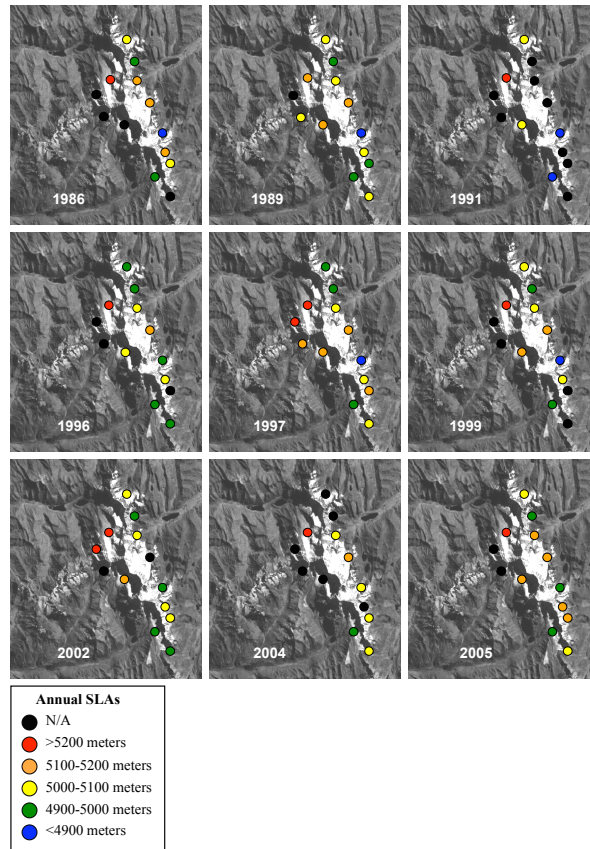 1986
1989
1991
1996
1997
1999
2002
2004
2005
Annual SLAs
N/A
>5200 meters
5100-5200 meters
5000-5100 meters
4900-5000 meters
<4900 meters